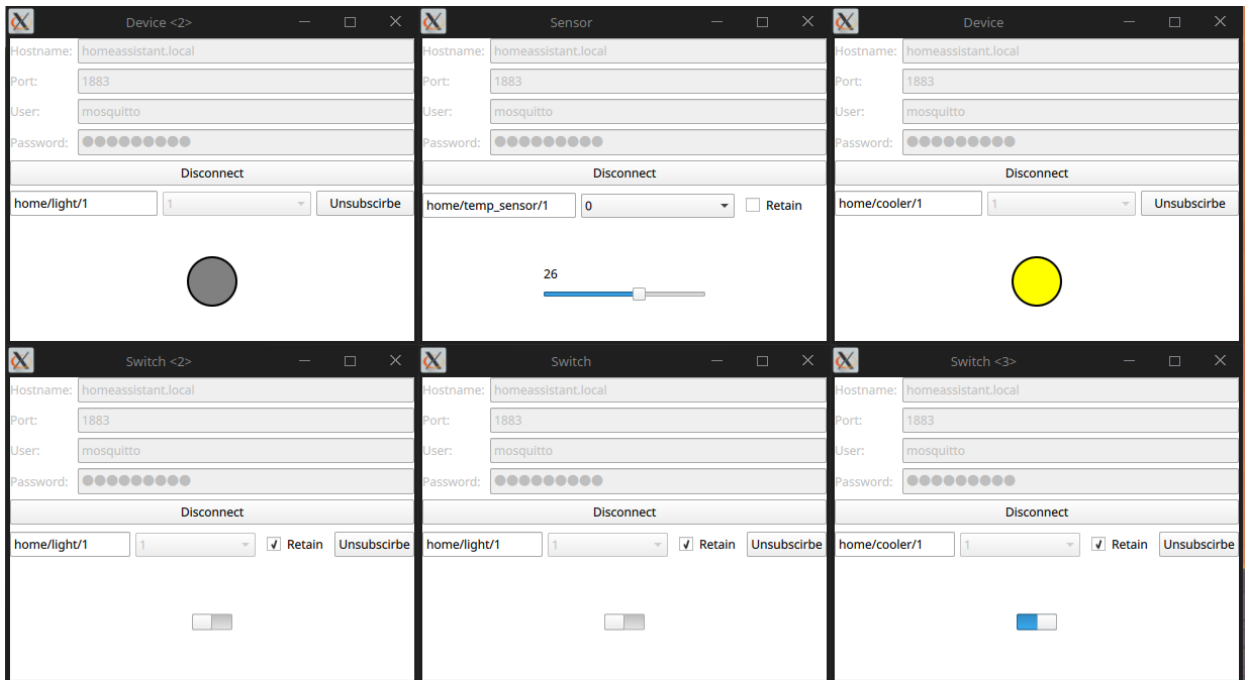 Device <2>
Hostname: homeassistant.local
Port: 1883
User: mosquitto
Password: ●●●●●●●●●
Disconnect
home/light/1 1 Unsubscirbe
Sensor
Hostname: homeassistant.local
Port: 1883
User: mosquitto
Password: ●●●●●●●●●
Disconnect
home/temp_sensor/1 0 Retain
26
Device
Hostname: homeassistant.local
Port: 1883
User: mosquitto
Password: ●●●●●●●●●
Disconnect
home/cooler/1 1 Unsubscirbe
Switch <2>
Hostname: homeassistant.local
Port: 1883
User: mosquitto
Password: ●●●●●●●●●
Disconnect
home/light/1 1 Retain Unsubscirbe
Switch
Hostname: homeassistant.local
Port: 1883
User: mosquitto
Password: ●●●●●●●●●
Disconnect
home/light/1 1 Retain Unsubscirbe
Switch <3>
Hostname: homeassistant.local
Port: 1883
User: mosquitto
Password: ●●●●●●●●●
Disconnect
home/cooler/1 1 Retain Unsubscirbe